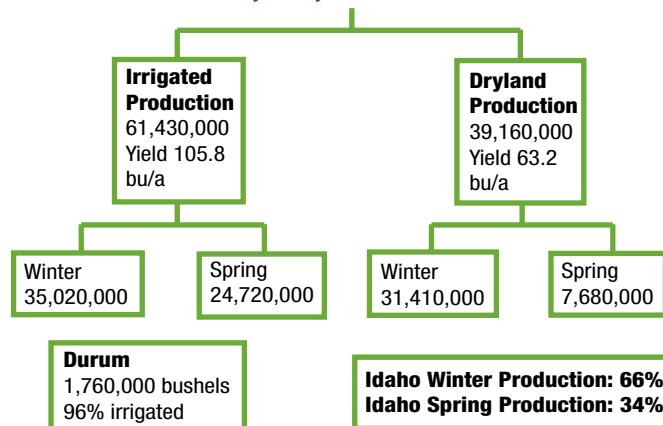 Irrigated
Production
61,430,000
Yield 105.8
bu/a
Dryland
Production
39,160,000
Yield 63.2
bu/a
Winter
35,020,000
Spring
24,720,000
Winter
31,410,000
Spring
7,680,000
Durum
1,760,000 bushels
96% irrigated
Idaho Winter Production: 66%
Idaho Spring Production: 34%